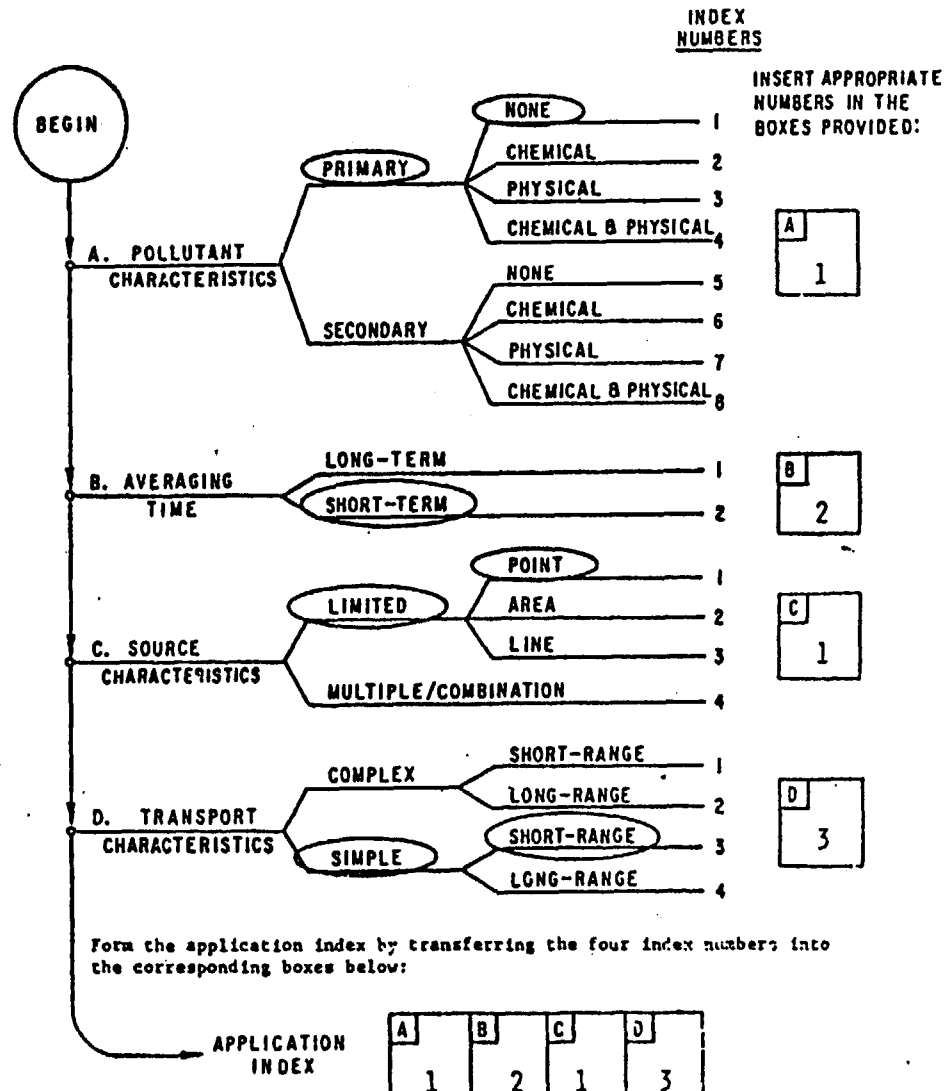 INDEX
NUMBERS
INSERT APPROPRIATE
NUMBERS IN THE
BOXES PROVIDED:
BEGIN
NONE 1
CHEMICAL 2
PRIMARY
PHYSICAL 3
CHEMICAL & PHYSICAL 4
A. POLLUTANT
CHARACTERISTICS
A
1
NONE 5
CHEMICAL 6
SECONDARY
PHYSICAL 7
CHEMICAL & PHYSICAL 8
LONG-TERM 1
B. AVERAGING
TIME
SHORT-TERM 2
B
2
POINT 1
LIMITED
AREA 2
LINE 3
C. SOURCE
CHARACTERISTICS
MULTIPLE/COMBINATION 4
C
1
SHORT-RANGE 1
COMPLEX
LONG-RANGE 2
D. TRANSPORT
CHARACTERISTICS
SHORT-RANGE 3
SIMPLE
LONG-RANGE 4
D
3
Form the application index by transferring the four index numbers into
the corresponding boxes below:
APPLICATION
INDEX
A B C D
1 2 1 3